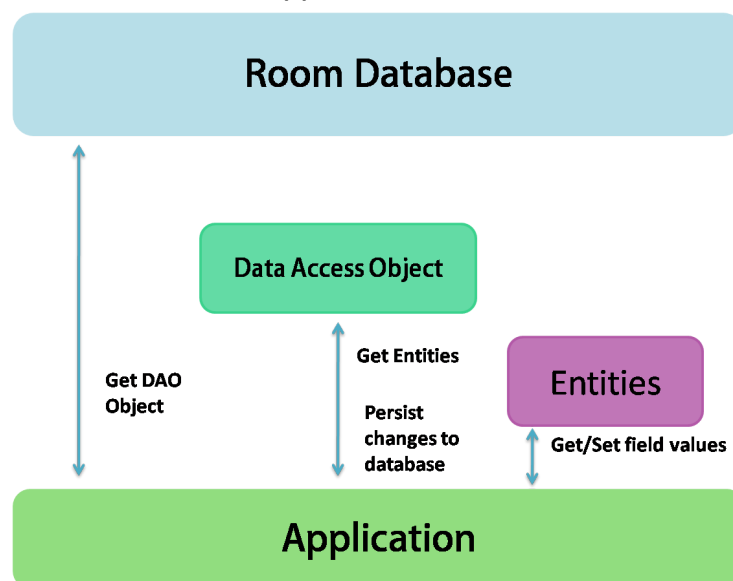 Room Database
Data Access Object
Get Entities
Entities
Get DAO
Object
Persist
changes to
database
Get/Set field values
Application